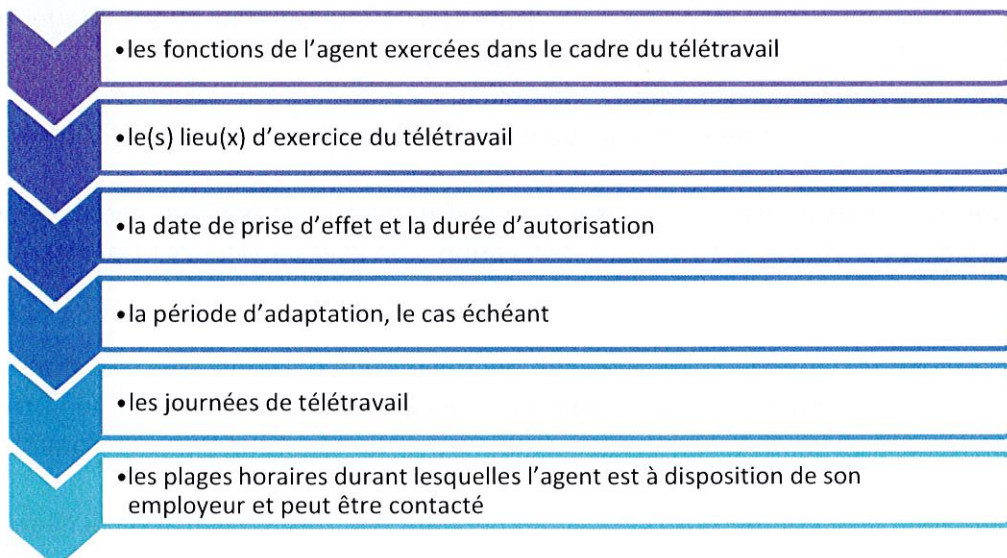 •les fonctions de l'agent exercées dans le cadre du télétravail
•le(s) lieu(x) d'exercice du télétravail
•la date de prise d'effet et la durée d'autorisation
•la période d'adaptation, le cas échéant
•les journées de télétravail
•les plages horaires durant lesquelles l'agent est à disposition de son
employeur et peut être contacté